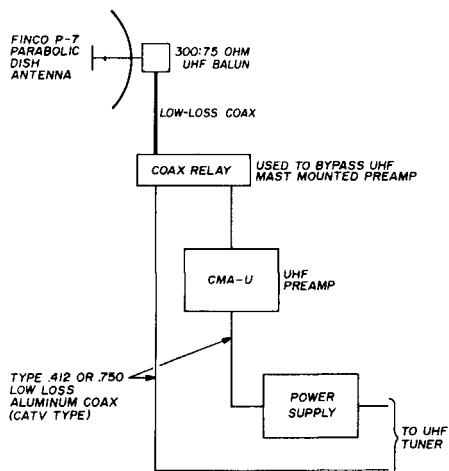 FINCO P-7
PARABOLIC
DISH
ANTENNA
300:75 OHM
UHF BALUN
LOW-LOSS COAX
COAX RELAY
USED TO BYPASS UHF
MAST MOUNTED PREAMP
CMA-U
UHF
PREAMP
TYPE .412 OR .750
LOW LOSS
ALUMINUM COAX
(CATV TYPE)
POWER
SUPPLY
TO UHF
TUNER